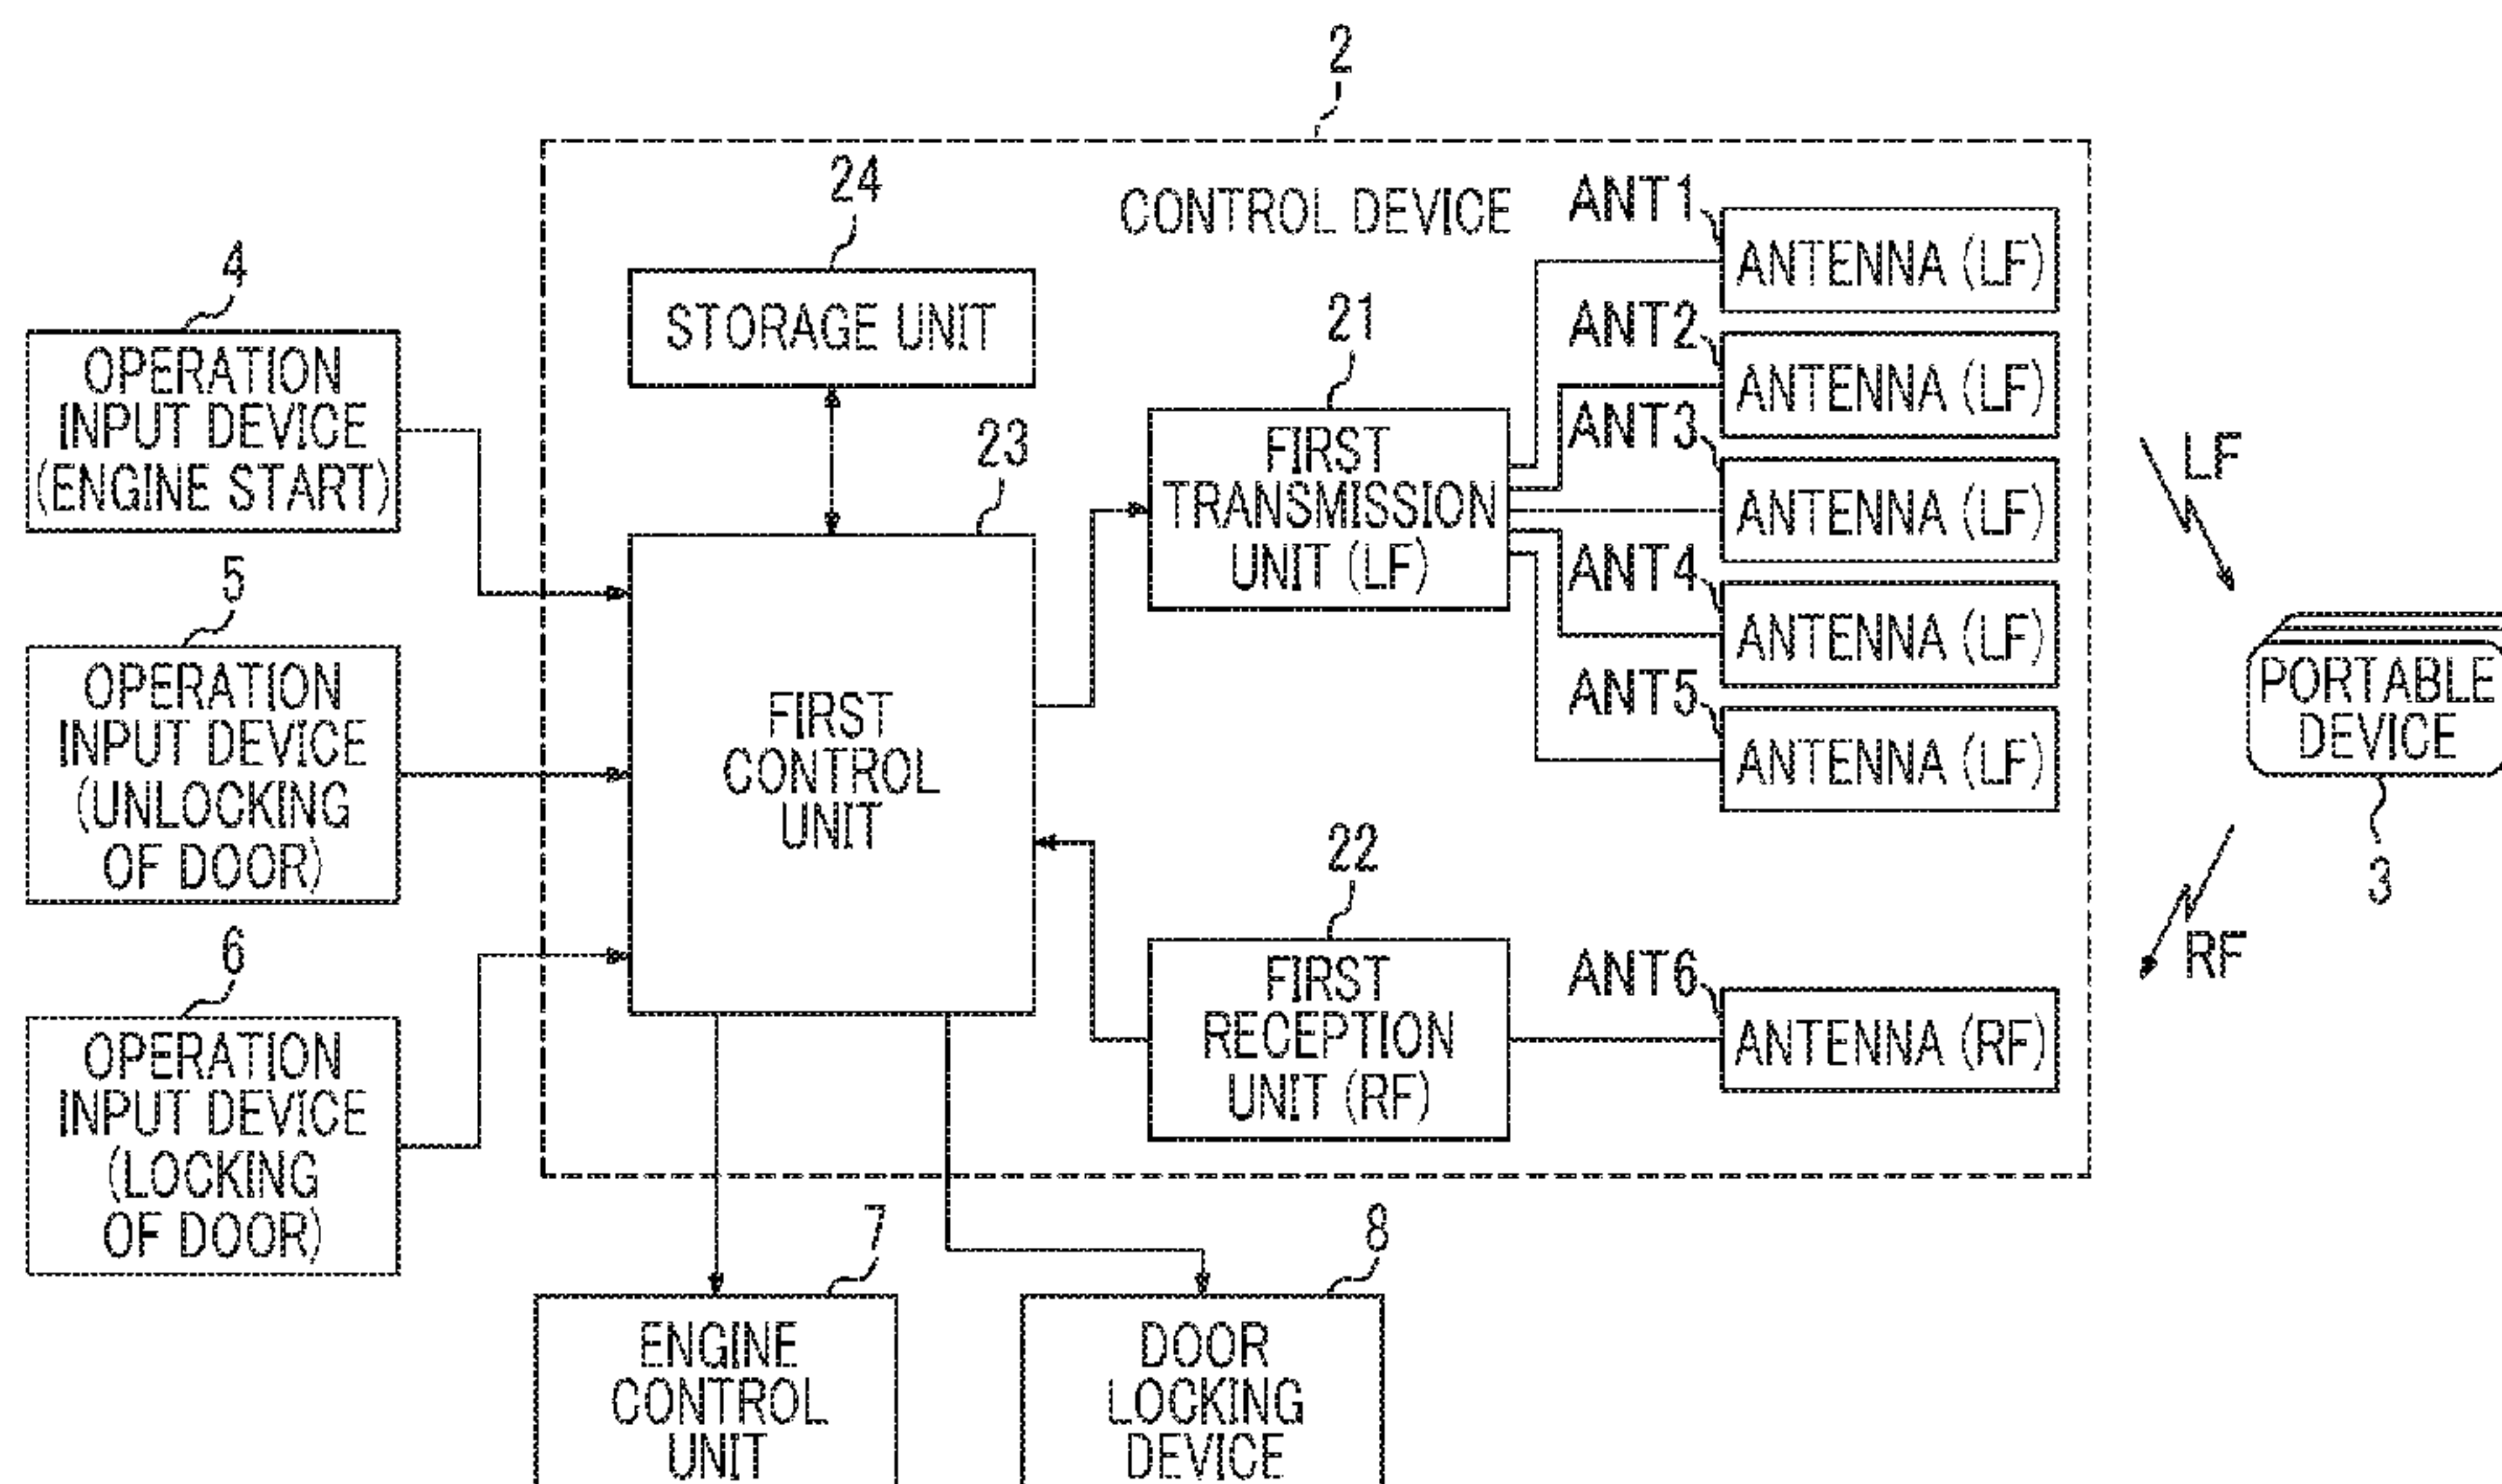 2
CONTROL DEVICE
24
STORAGE UNIT
4
OPERATION
INPUT DEVICE
(ENGINE START)
5
OPERATION
INPUT DEVICE
(UNLOCKING
OF DOOR)
6
OPERATION
INPUT DEVICE
(LOCKING
OF DOOR)
23
FIRST
CONTROL
UNIT
21
FIRST
TRANSMISSION
UNIT (LF)
22
FIRST
RECEPTION
UNIT (RF)
ANT1
ANTENNA (LF)
ANT2
ANTENNA (LF)
ANT3
ANTENNA (LF)
ANT4
ANTENNA (LF)
ANT5
ANTENNA (LF)
ANT6
ANTENNA (RF)
LF
PORTABLE
DEVICE
3
RF
7
ENGINE
CONTROL
UNIT
8
DOOR
LOCKING
DEVICE